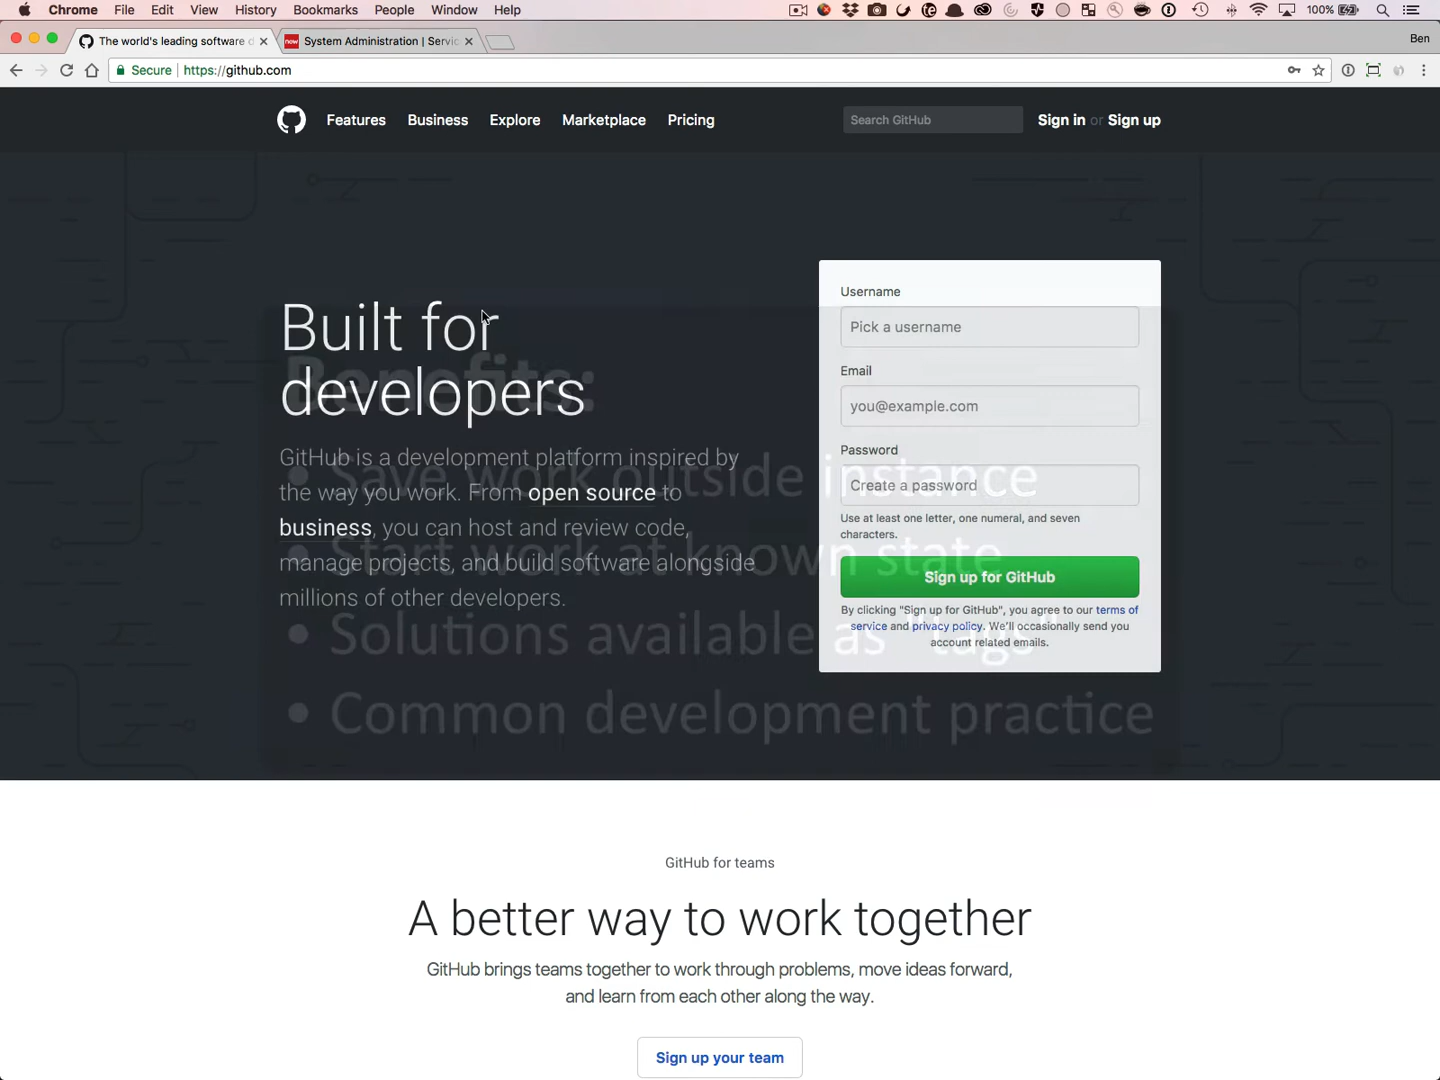 Chrome File Edit View History Bookmarks People Window Help 100%
The world's leading software d
System Administration | Servic
Ben
Secure https://github.com
Features Business Explore Marketplace Pricing Search GitHub Sign in or Sign up
Built for
developers
GitHub is a development platform inspired by
the way you work. From open source to
business, you can host and review code,
manage projects, and build software alongside
millions of other developers.
Benefits:
• Save work outside instance
• Start work at known state
• Solutions available as "tags"
• Common development practice
Username
Pick a username
Email
you@example.com
Password
Create a password
Use at least one letter, one numeral, and seven
characters.
Sign up for GitHub
By clicking "Sign up for GitHub", you agree to our terms of
service and privacy policy. We'll occasionally send you
account related emails.
GitHub for teams
A better way to work together
GitHub brings teams together to work through problems, move ideas forward,
and learn from each other along the way.
Sign up your team